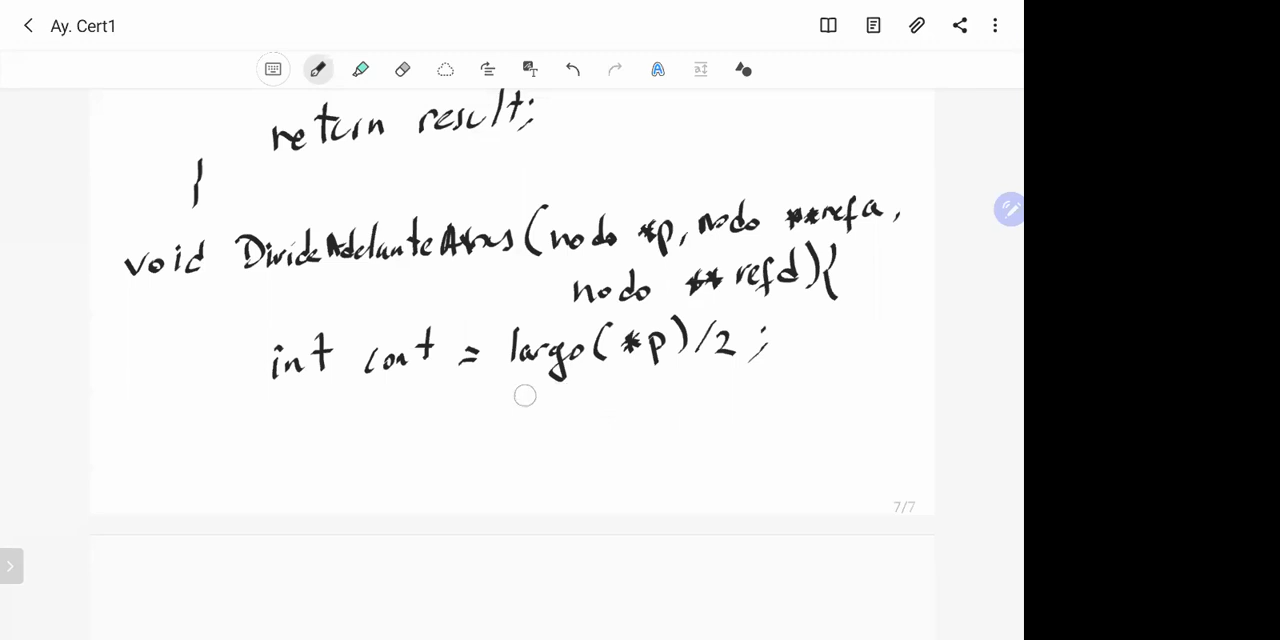 Ay. Cert1
return result;
}
void DivideAdelanteAtras(nodo *p, nodo **refa,
nodo **refd){
int cont = largo(*p)/2;
7/7